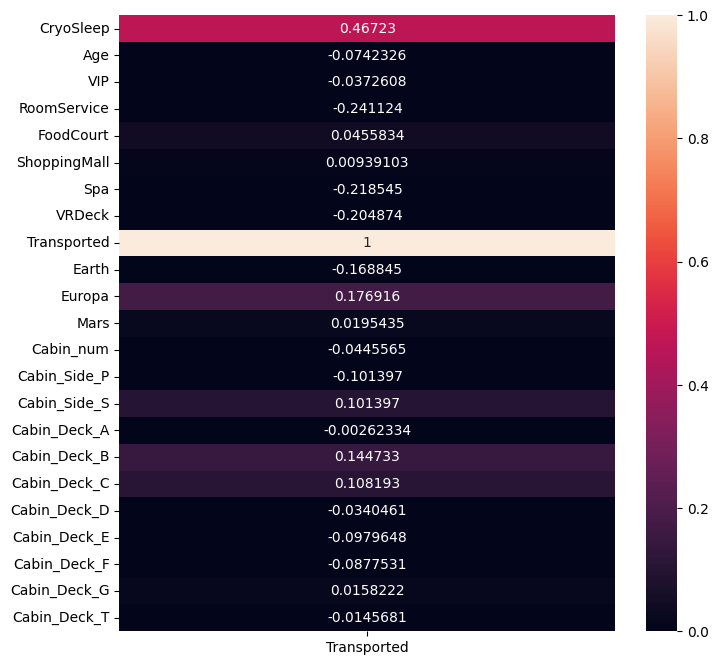 CryoSleep 0.46723
Age -0.0742326
VIP -0.0372608
RoomService -0.241124
FoodCourt 0.0455834
ShoppingMall 0.00939103
Spa -0.218545
VRDeck -0.204874
Transported 1
Earth -0.168845
Europa 0.176916
Mars 0.0195435
Cabin_num -0.0445565
Cabin_Side_P -0.101397
Cabin_Side_S 0.101397
Cabin_Deck_A -0.00262334
Cabin_Deck_B 0.144733
Cabin_Deck_C 0.108193
Cabin_Deck_D -0.0340461
Cabin_Deck_E -0.0979648
Cabin_Deck_F -0.0877531
Cabin_Deck_G 0.0158222
Cabin_Deck_T -0.0145681
Transported
1.0
0.8
0.6
0.4
0.2
0.0